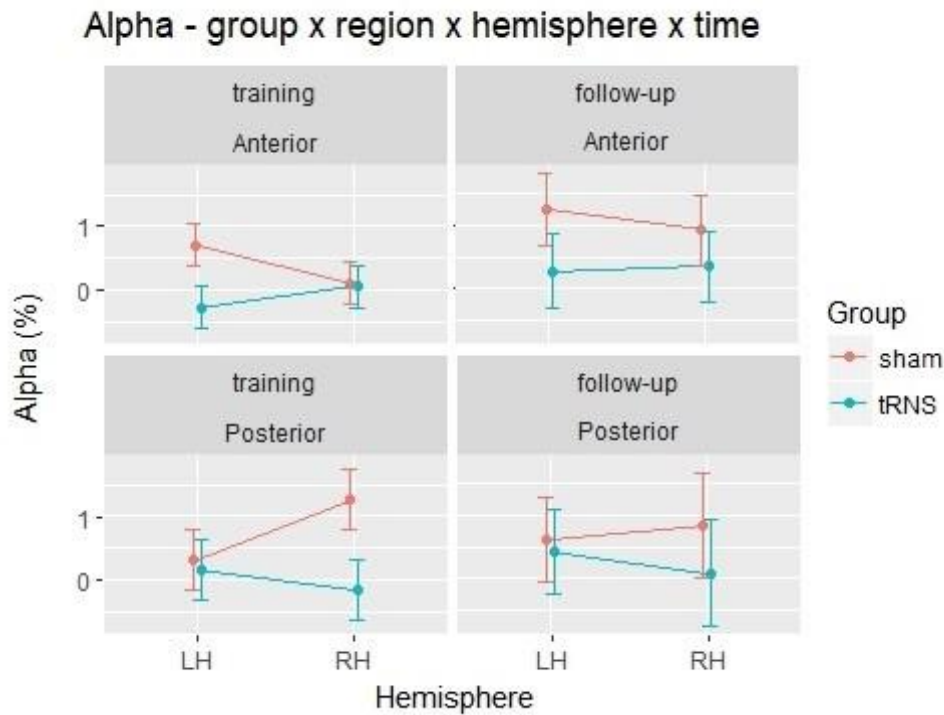 Alpha - group x region x hemisphere x time
training
Anterior
follow-up
Anterior
1
0
training
Posterior
follow-up
Posterior
1
0
Alpha (%)
LH
RH
LH
RH
Hemisphere
Group
sham
tRNS